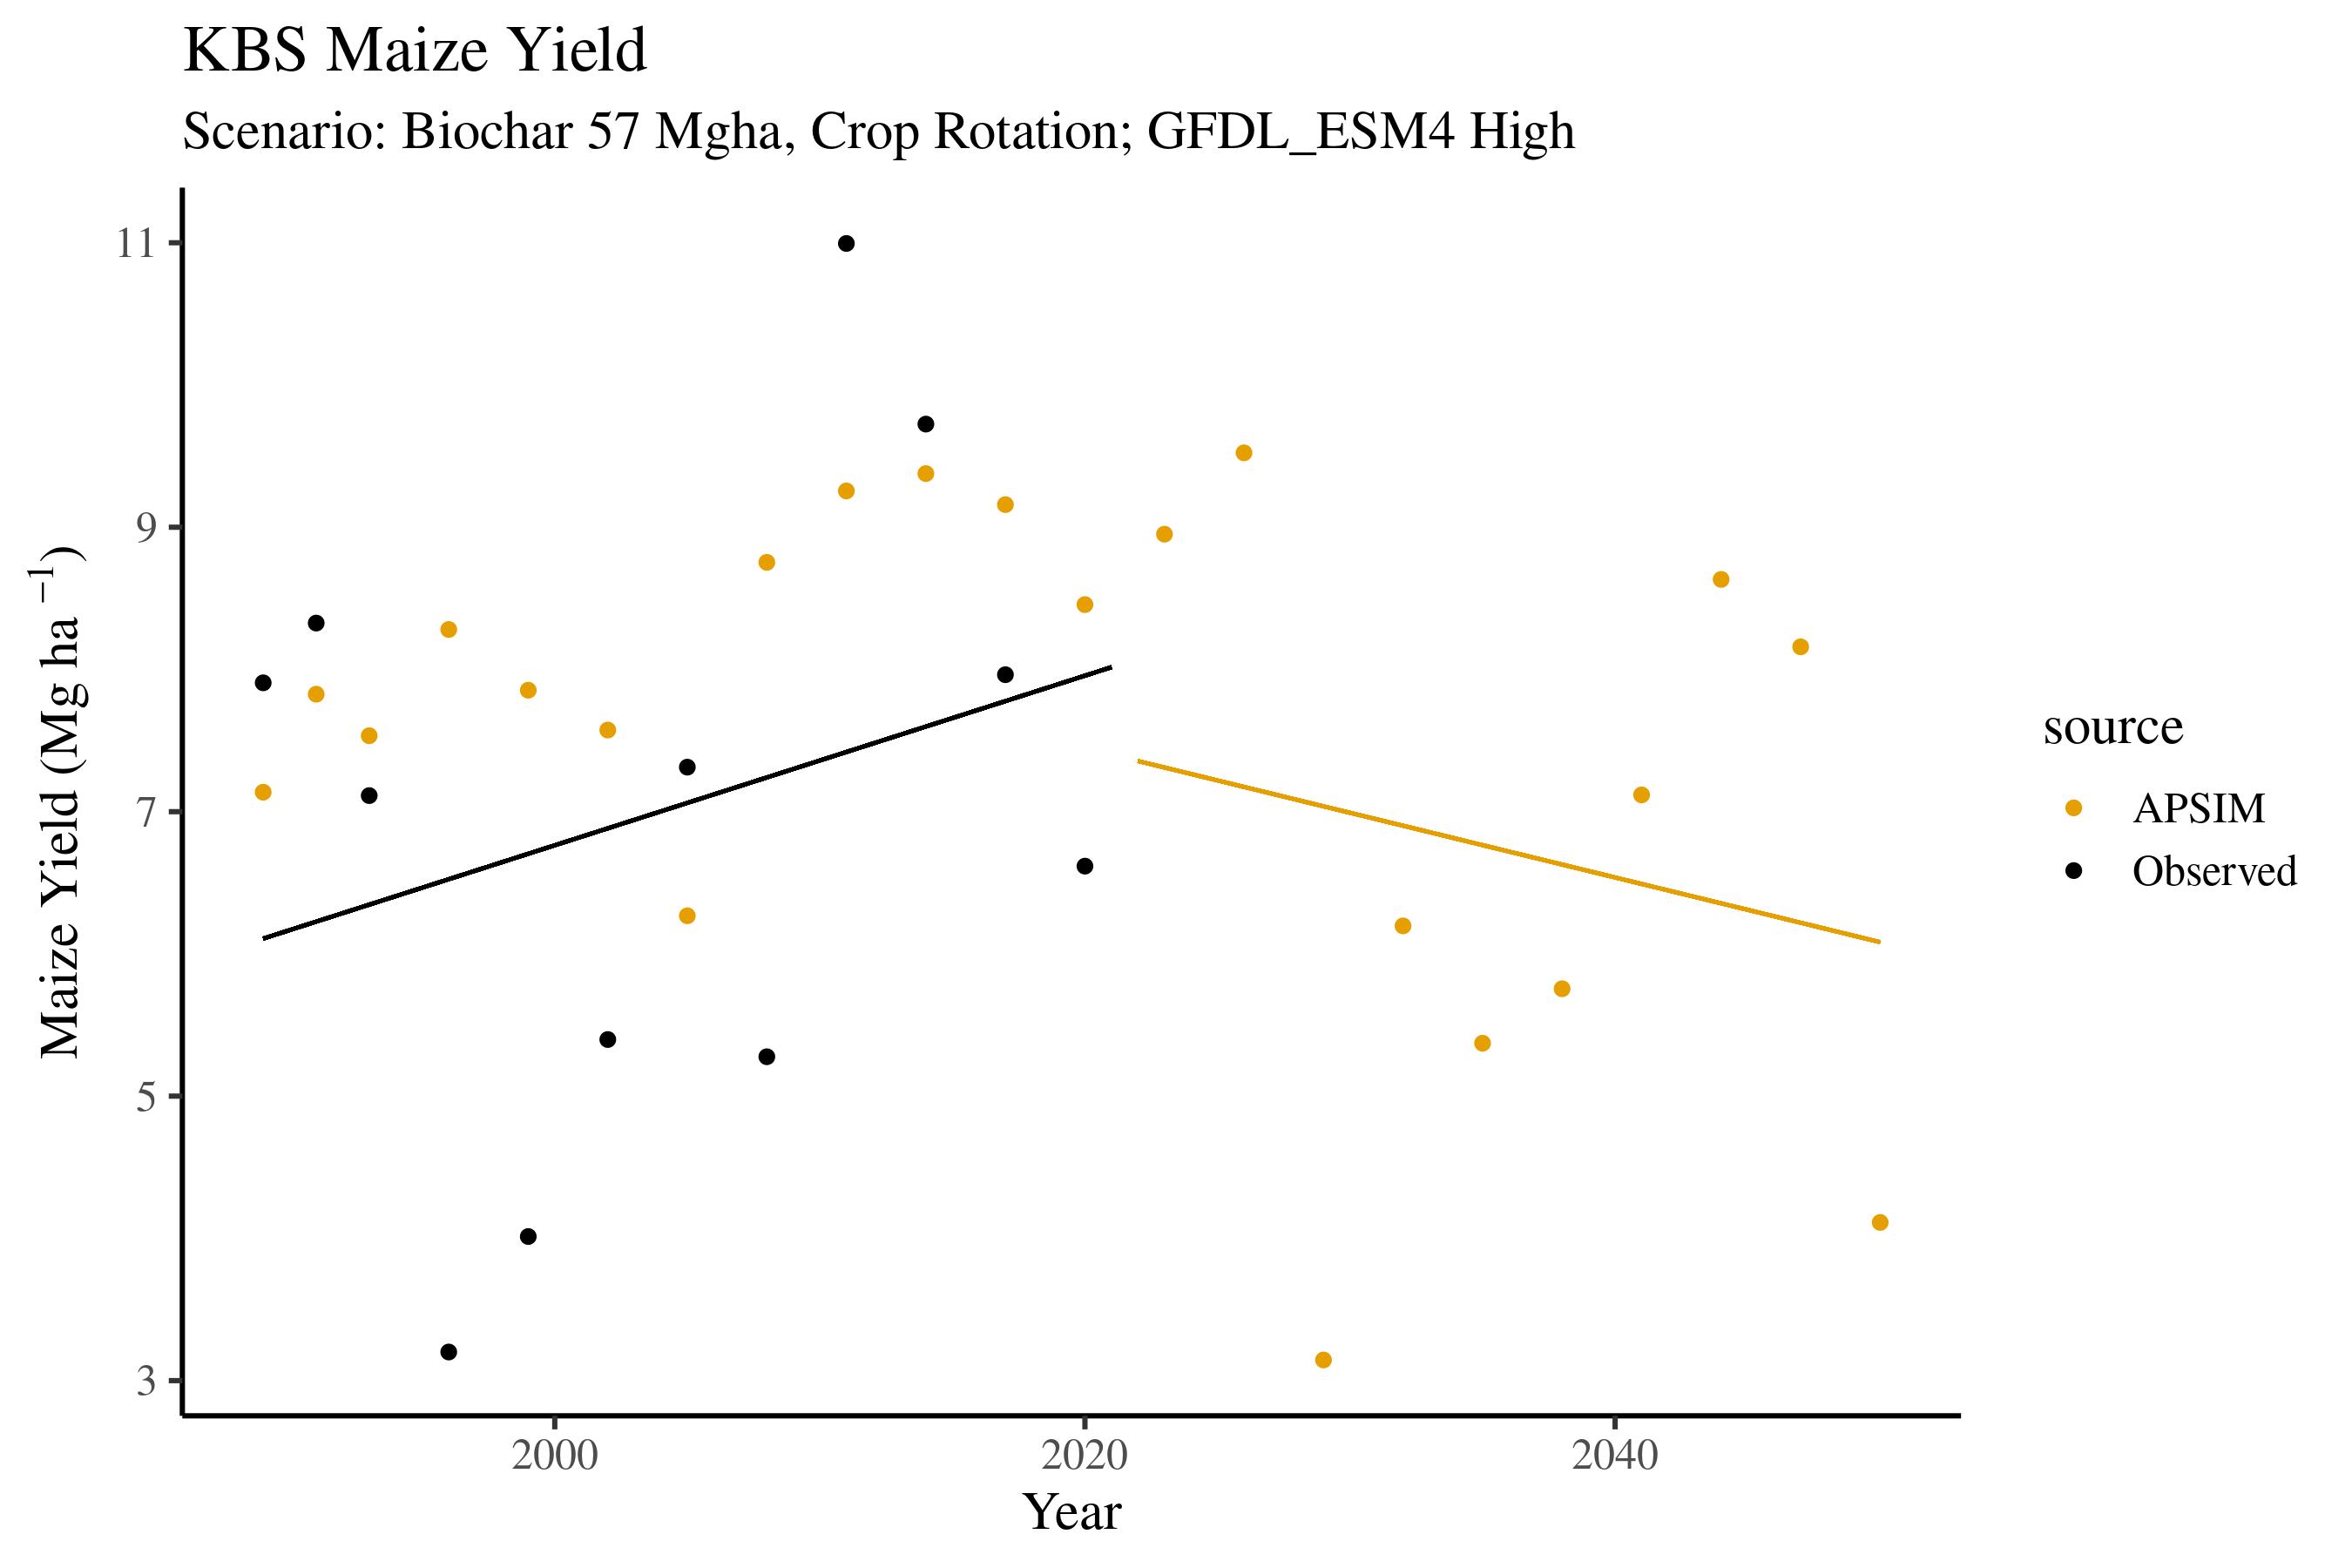 KBS Maize Yield
Scenario: Biochar 57 Mgha, Crop Rotation; GFDL_ESM4 High
11
9
7
5
3
Maize Yield (Mg ha −1)
2000
2020
2040
Year
source
APSIM
Observed